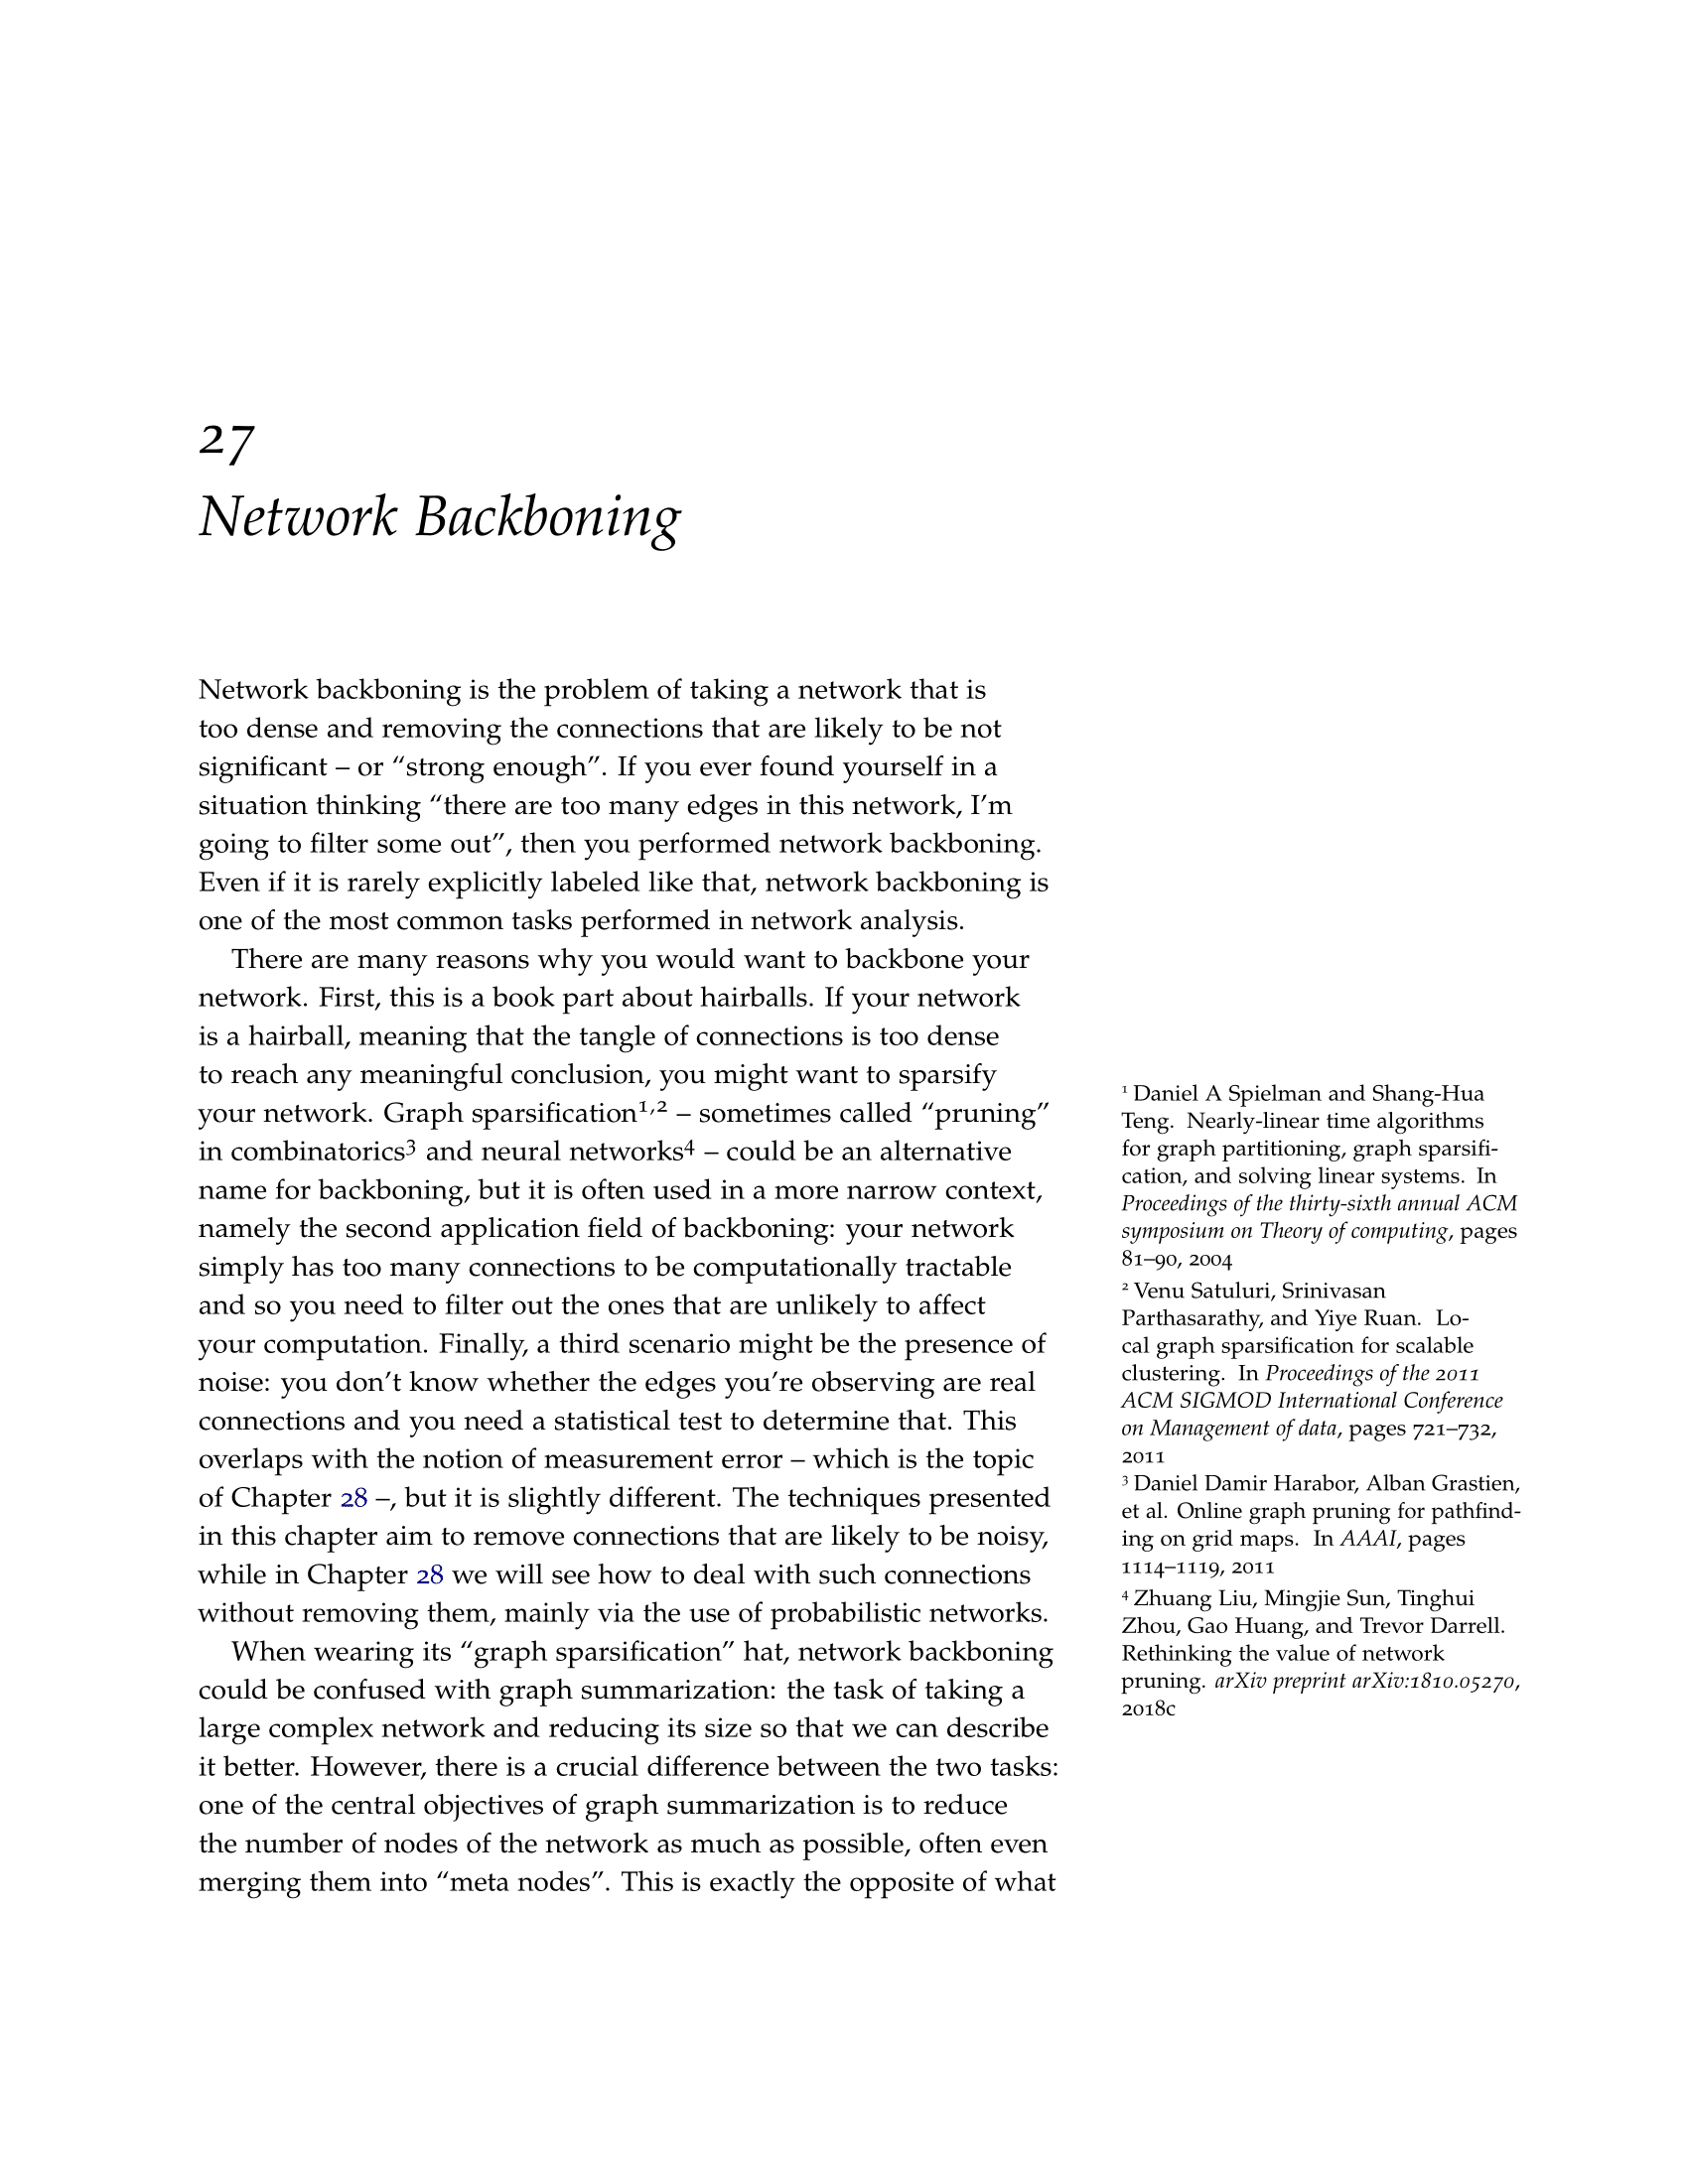 27
Network Backboning
Network backboning is the problem of taking a network that is
too dense and removing the connections that are likely to be not
significant – or “strong enough”. If you ever found yourself in a
situation thinking “there are too many edges in this network, I’m
going to filter some out”, then you performed network backboning.
Even if it is rarely explicitly labeled like that, network backboning is
one of the most common tasks performed in network analysis.
There are many reasons why you would want to backbone your
network. First, this is a book part about hairballs. If your network
is a hairball, meaning that the tangle of connections is too dense
to reach any meaningful conclusion, you might want to sparsify
your network. Graph sparsification¹,² – sometimes called “pruning”
in combinatorics³ and neural networks⁴ – could be an alternative
name for backboning, but it is often used in a more narrow context,
namely the second application field of backboning: your network
simply has too many connections to be computationally tractable
and so you need to filter out the ones that are unlikely to affect
your computation. Finally, a third scenario might be the presence of
noise: you don’t know whether the edges you’re observing are real
connections and you need a statistical test to determine that. This
overlaps with the notion of measurement error – which is the topic
of Chapter 28 –, but it is slightly different. The techniques presented
in this chapter aim to remove connections that are likely to be noisy,
while in Chapter 28 we will see how to deal with such connections
without removing them, mainly via the use of probabilistic networks.
When wearing its “graph sparsification” hat, network backboning
could be confused with graph summarization: the task of taking a
large complex network and reducing its size so that we can describe
it better. However, there is a crucial difference between the two tasks:
one of the central objectives of graph summarization is to reduce
the number of nodes of the network as much as possible, often even
merging them into “meta nodes”. This is exactly the opposite of what
¹ Daniel A Spielman and Shang-Hua
Teng. Nearly-linear time algorithms
for graph partitioning, graph sparsifi-
cation, and solving linear systems. In
Proceedings of the thirty-sixth annual ACM
symposium on Theory of computing, pages
81–90, 2004
² Venu Satuluri, Srinivasan
Parthasarathy, and Yiye Ruan. Lo-
cal graph sparsification for scalable
clustering. In Proceedings of the 2011
ACM SIGMOD International Conference
on Management of data, pages 721–732,
2011
³ Daniel Damir Harabor, Alban Grastien,
et al. Online graph pruning for pathfind-
ing on grid maps. In AAAI, pages
1114–1119, 2011
⁴ Zhuang Liu, Mingjie Sun, Tinghui
Zhou, Gao Huang, and Trevor Darrell.
Rethinking the value of network
pruning. arXiv preprint arXiv:1810.05270,
2018c